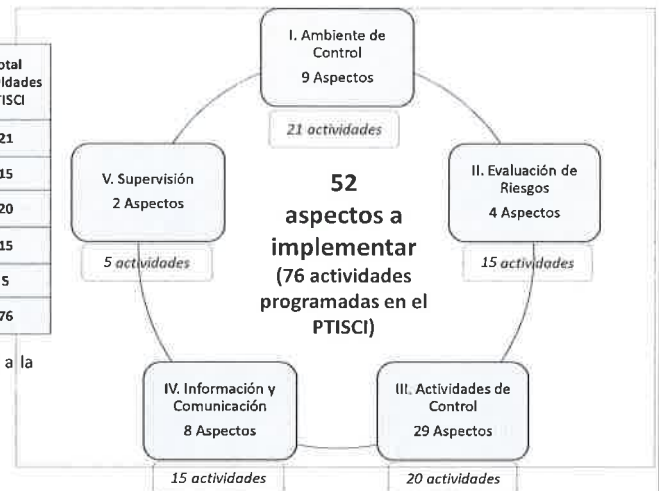 otal
idades
TISCI
21
15
20
15
5
76
a la
I. Ambiente de
Control
9 Aspectos
21 actividades
II. Evaluación de
Riesgos
4 Aspectos
15 actividades
III. Actividades de
Control
29 Aspectos
20 actividades
IV. Información y
Comunicación
8 Aspectos
15 actividades
V. Supervisión
2 Aspectos
5 actividades
52
aspectos a
implementar
(76 actividades
programadas en el
PTISCI)